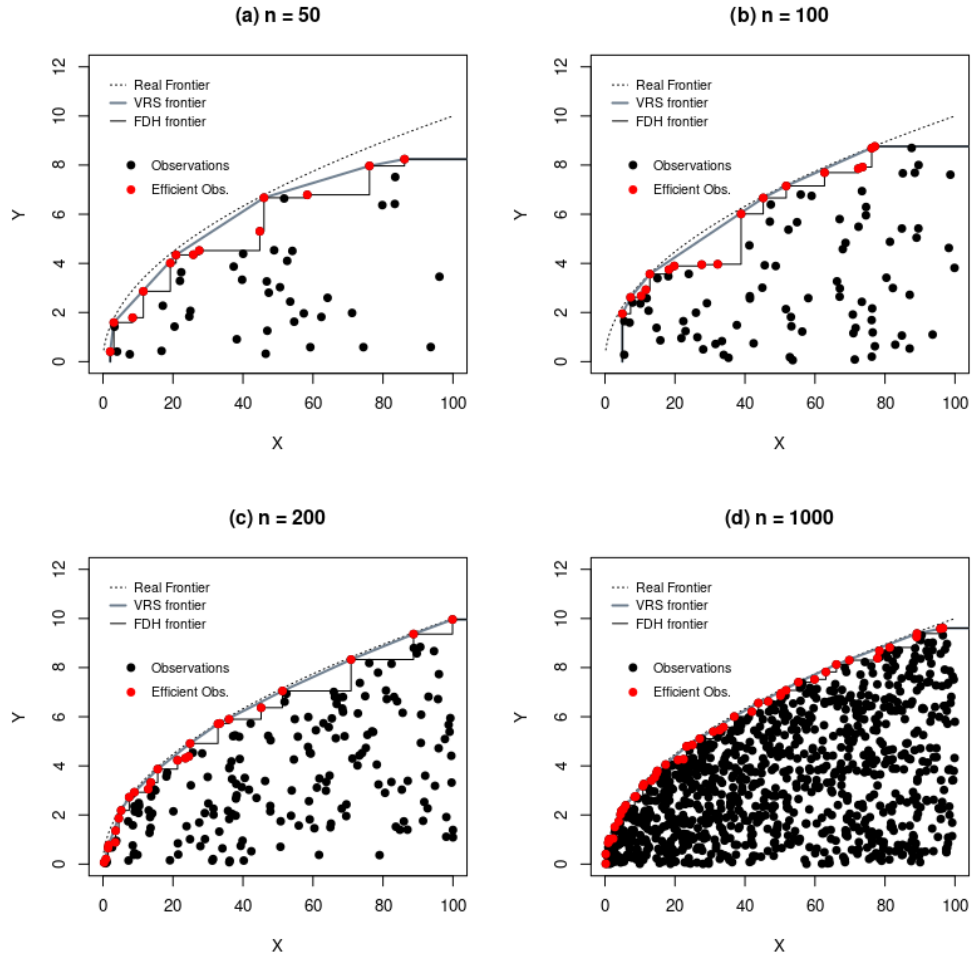 (a) n = 50
Real Frontier
VRS frontier
FDH frontier
Observations
Efficient Obs.
Y
0
2
4
6
8
10
12
0 20 40 60 80 100
X
(b) n = 100
Real Frontier
VRS frontier
FDH frontier
Observations
Efficient Obs.
Y
0
2
4
6
8
10
12
0 20 40 60 80 100
X
(c) n = 200
Real Frontier
VRS frontier
FDH frontier
Observations
Efficient Obs.
Y
0
2
4
6
8
10
12
0 20 40 60 80 100
X
(d) n = 1000
Real Frontier
VRS frontier
FDH frontier
Observations
Efficient Obs.
Y
0
2
4
6
8
10
12
0 20 40 60 80 100
X